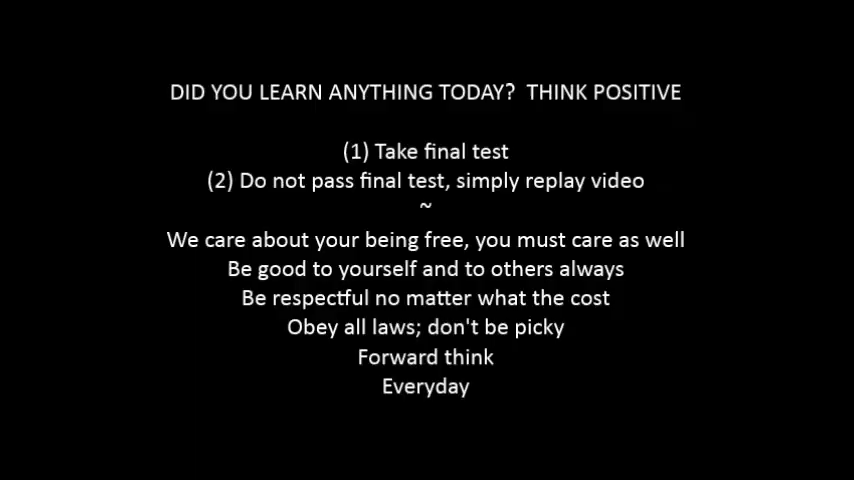 DID YOU LEARN ANYTHING TODAY?  THINK POSITIVE
(1) Take final test
(2) Do not pass final test, simply replay video
~
We care about your being free, you must care as well
Be good to yourself and to others always
Be respectful no matter what the cost
Obey all laws; don't be picky
Forward think
Everyday